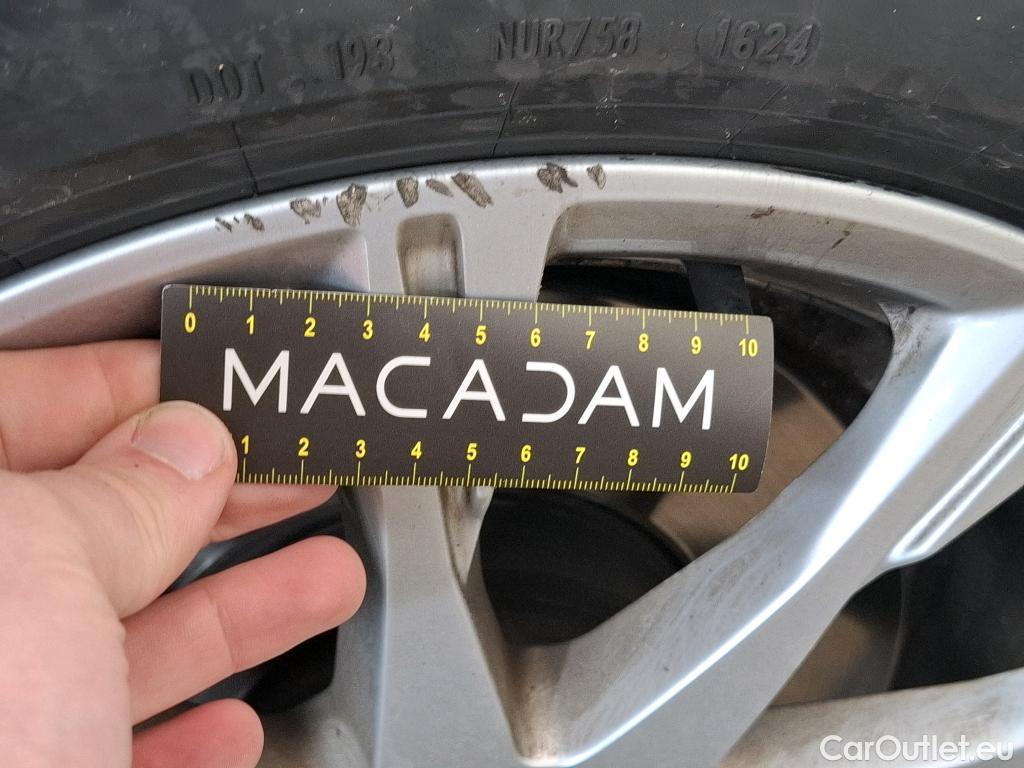 DOT . 193 NUR758 . 1624
0 1 2 3 4 5 6 7 8 9 10
MACADAM
1 2 3 4 5 6 7 8 9 10
CarOutlet.eu